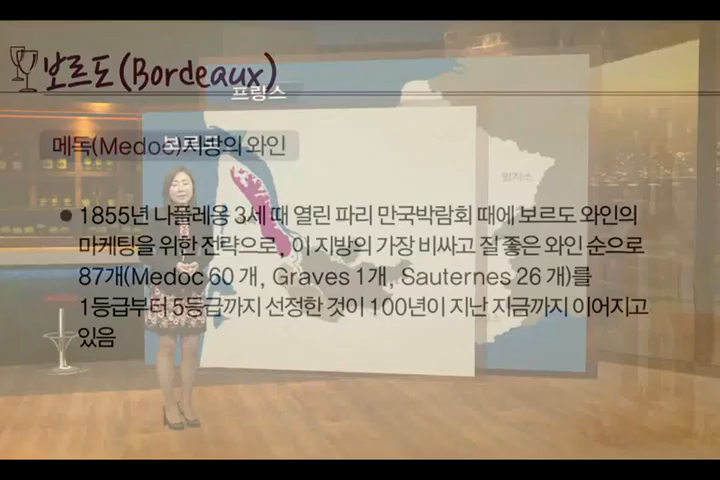 보르도(Bordeaux)
프랑스
메독(Medoc)지방의 와인
● 1855년 나폴레옹 3세 때 열린 파리 만국박람회 때에 보르도 와인의
마케팅을 위한 전략으로, 이 지방의 가장 비싸고 질 좋은 와인 순으로
87개(Medoc 60 개, Graves 1개, Sauternes 26 개)를
1등급부터 5등급까지 선정한 것이 100년이 지난 지금까지 이어지고
있음